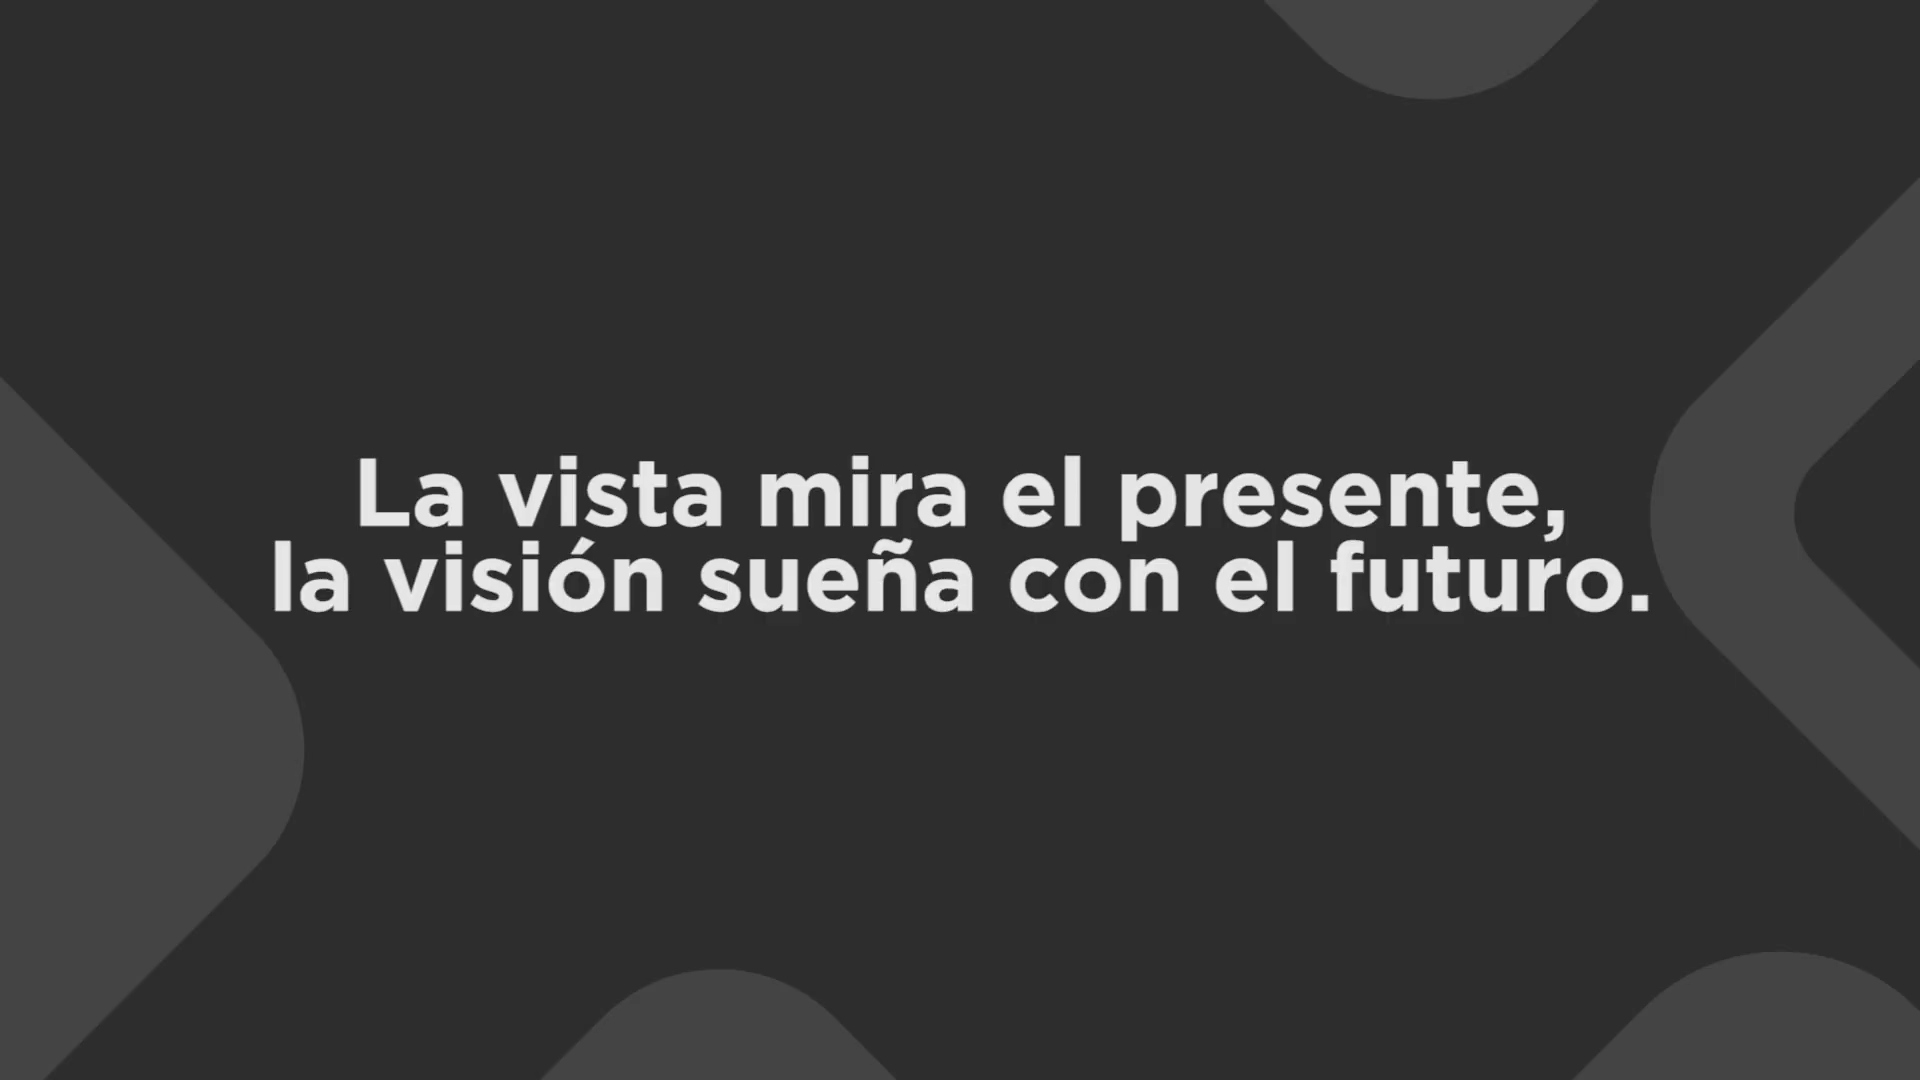 La vista mira el presente,
la visión sueña con el futuro.